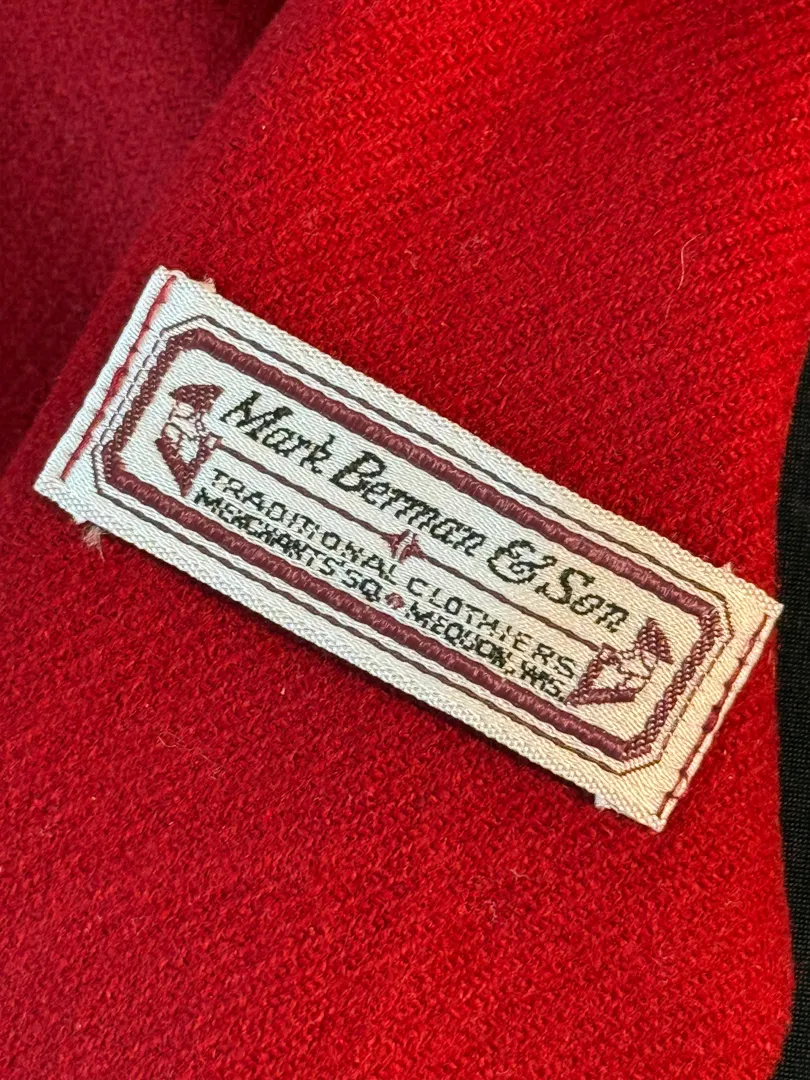 Mark Berman & Son
TRADITIONAL CLOTHIERS
MERCHANTS' SQ. MEQUON, WIS.